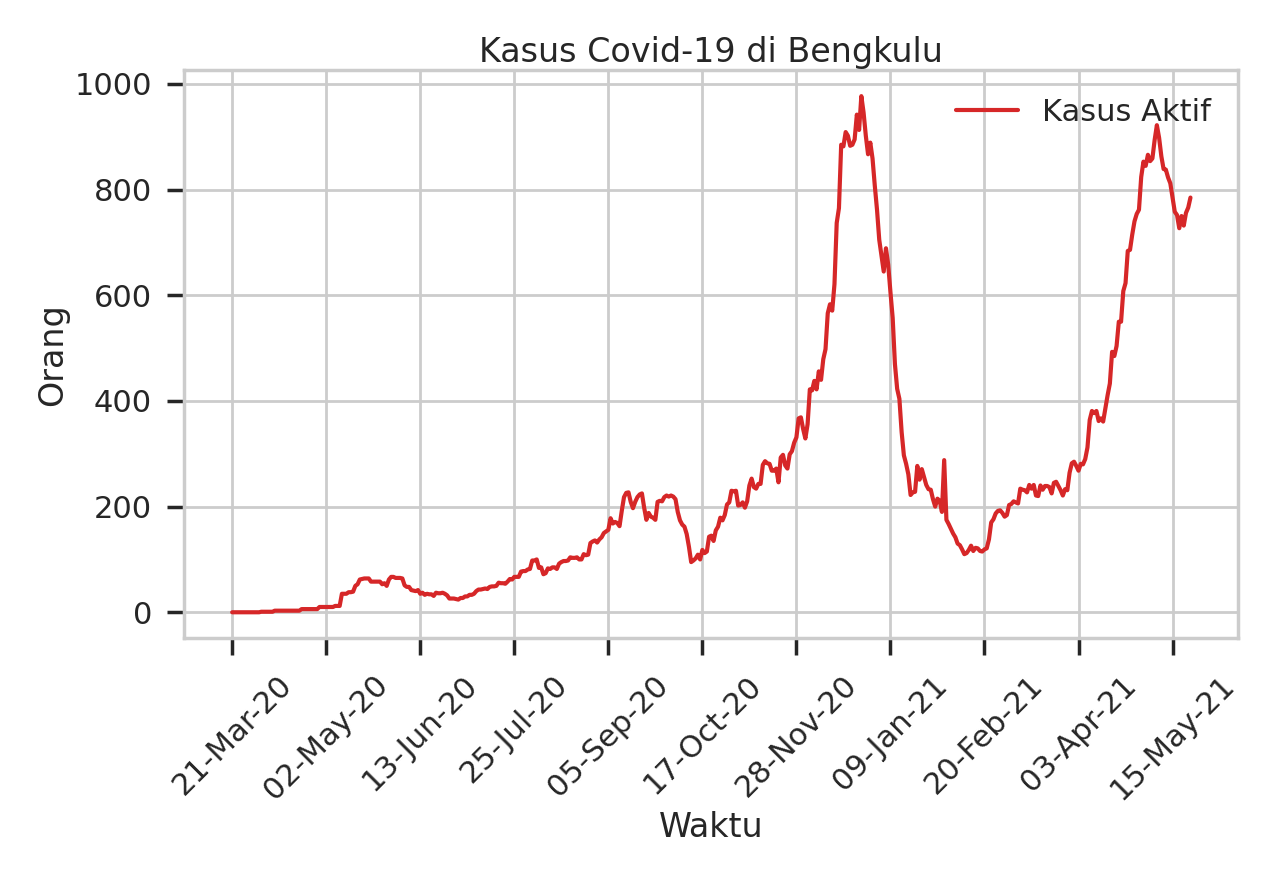 Kasus Covid-19 di Bengkulu
Kasus Aktif
1000
800
600
400
200
0
Orang
21-Mar-20
02-May-20
13-Jun-20
25-Jul-20
05-Sep-20
17-Oct-20
28-Nov-20
09-Jan-21
20-Feb-21
03-Apr-21
15-May-21
Waktu